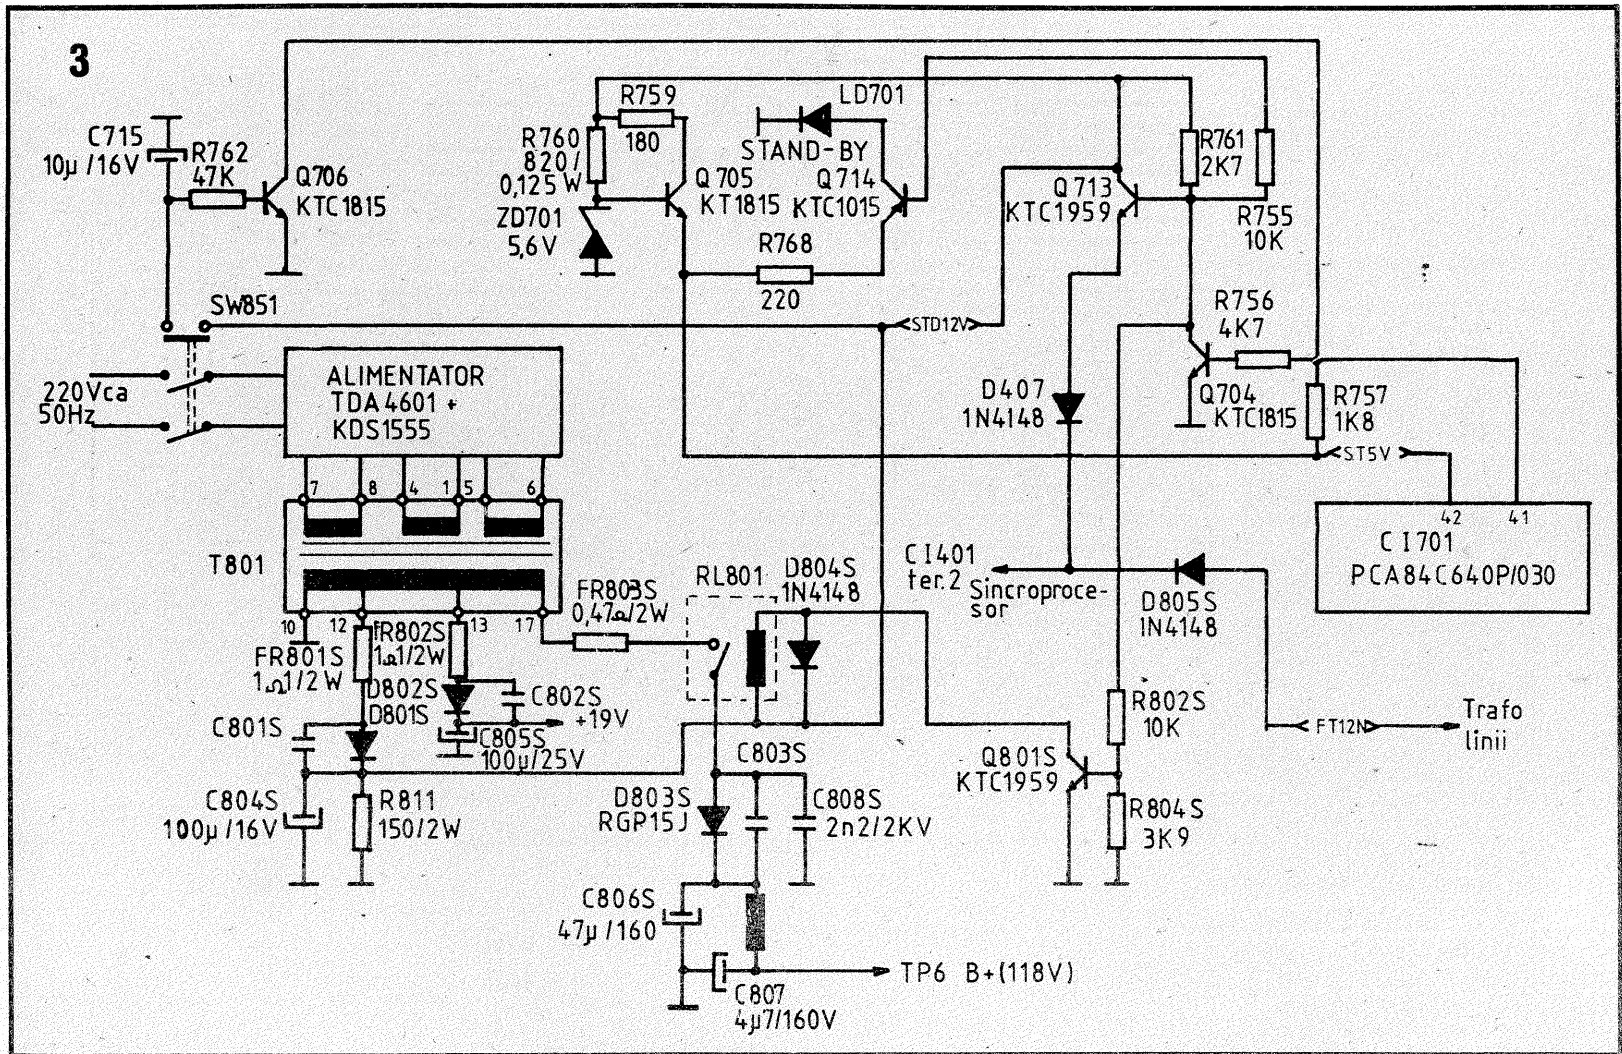 3
C715
10µ/16V
R762
47K
Q706
KTC1815
R759
180
R760
820/
0,125W
ZD701
5,6V
LD701
STAND-BY
Q705
KT1815
Q714
KTC1015
R768
220
Q713
KTC1959
R761
2K7
R755
10K
SW851
<STD12V>
R756
4K7
220Vca
50Hz
ALIMENTATOR
TDA4601 +
KDS1555
D407
1N4148
Q704
KTC1815
R757
1K8
<ST5V>
7 8 4 1 5 6
T801
42 41
CI701
PCA84C640P/030
CI401
ter.2
Sincroproce-
sor
D805S
1N4148
RL801
D804S
1N4148
FR803S
0,47Ω/2W
10 12 13 17
FR801S
1Ω1/2W
FR802S
1Ω1/2W
D802S
D801S
C802S
+19V
C801S
C805S
100µ/25V
R802S
10K
<FT12N>
Trafo
linii
C803S
Q801S
KTC1959
C804S
100µ/16V
R811
150/2W
D803S
RGP15J
C808S
2n2/2KV
R804S
3K9
C806S
47µ/160
TP6 B+(118V)
C807
4µ7/160V